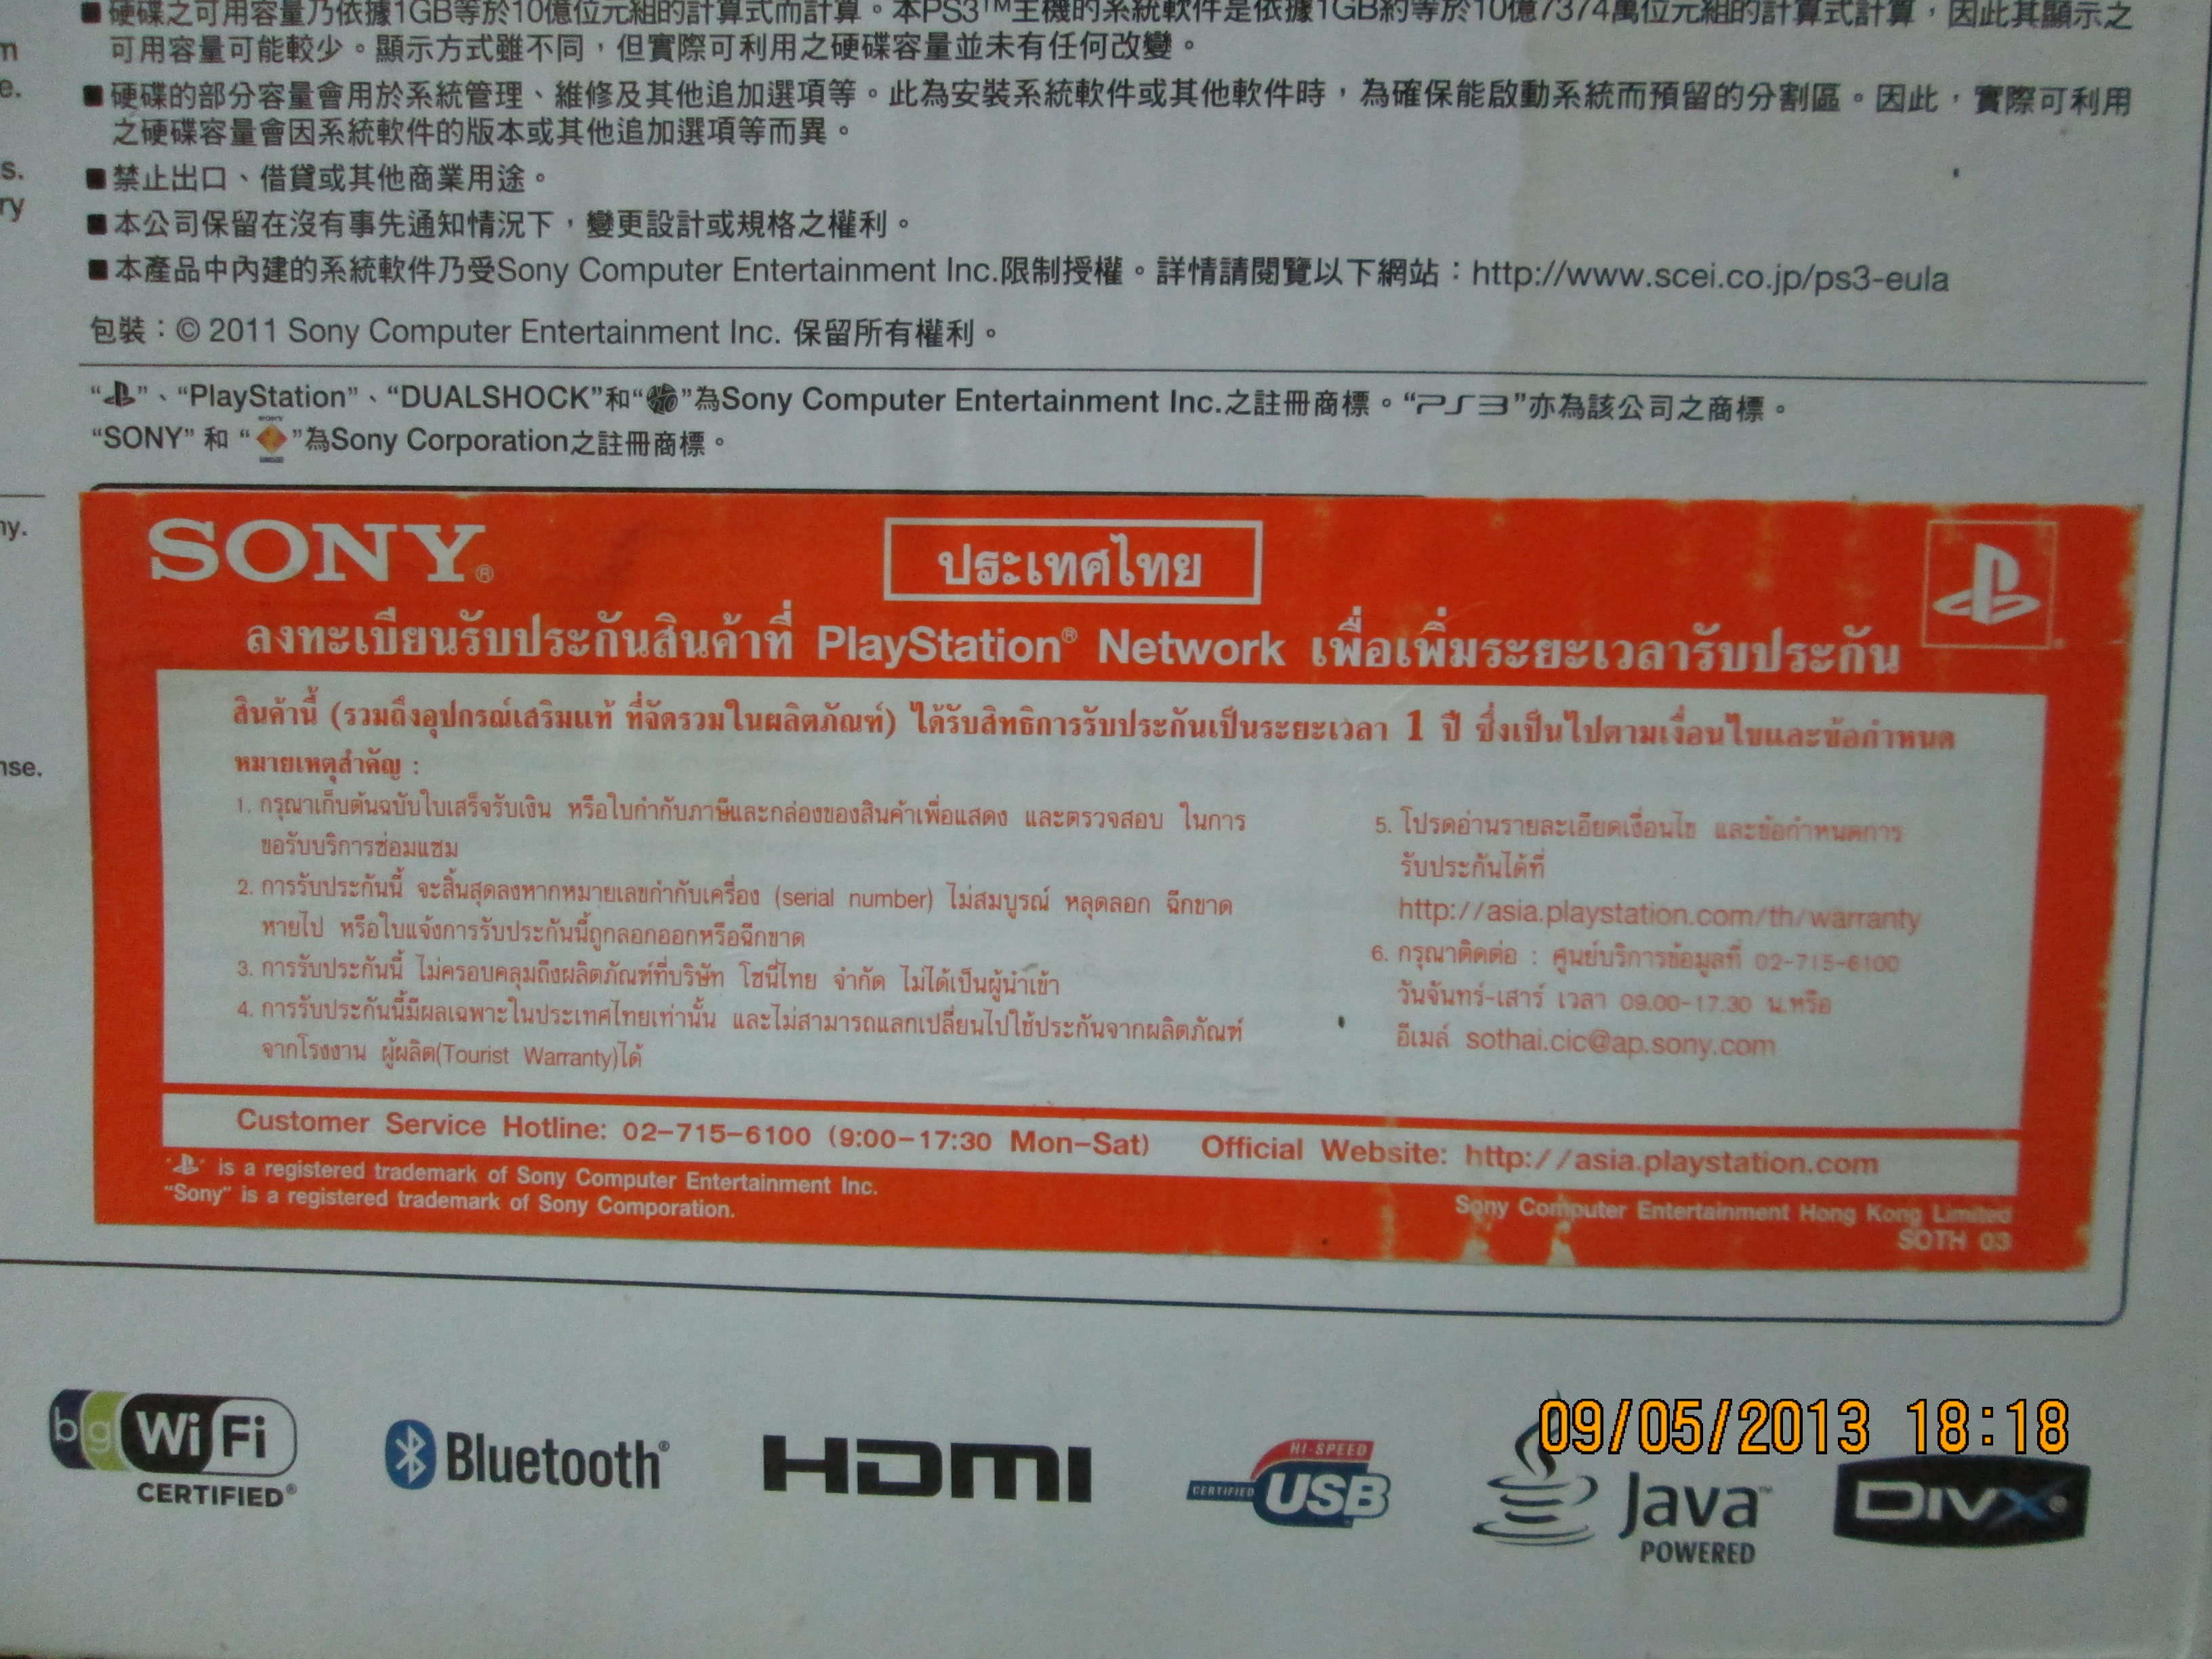 ■ 硬碟之可用容量乃依據1GB等於10億位元組的計算式而計算。本PS3™主機的系統軟件是依據1GB約等於10億7374萬位元組的計算式計算，因此其顯示之
m
可用容量可能較少。顯示方式雖不同，但實際可利用之硬碟容量並未有任何改變。
e.
■ 硬碟的部分容量會用於系統管理、維修及其他追加選項等。此為安裝系統軟件或其他軟件時，為確保能啟動系統而預留的分割區。因此，實際可利用
之硬碟容量會因系統軟件的版本或其他追加選項等而異。
s.
■ 禁止出口、借貸或其他商業用途。
ry
■ 本公司保留在沒有事先通知情況下，變更設計或規格之權利。
■ 本產品中內建的系統軟件乃受Sony Computer Entertainment Inc.限制授權。詳情請閱覽以下網站：http://www.scei.co.jp/ps3-eula
包裝：© 2011 Sony Computer Entertainment Inc. 保留所有權利。
“”、“PlayStation”、“DUALSHOCK”和“”為Sony Computer Entertainment Inc.之註冊商標。“PS3”亦為該公司之商標。
“SONY” 和 “”為Sony Corporation之註冊商標。
ny.
nse.
SONY®
ประเทศไทย
ลงทะเบียนรับประกันสินค้าที่ PlayStation® Network เพื่อเพิ่มระยะเวลารับประกัน
สินค้านี้ (รวมถึงอุปกรณ์เสริมแท้ ที่จัดรวมในผลิตภัณฑ์) ได้รับสิทธิการรับประกันเป็นระยะเวลา 1 ปี ซึ่งเป็นไปตามเงื่อนไขและข้อกำหนด
หมายเหตุสำคัญ :
1. กรุณาเก็บต้นฉบับใบเสร็จรับเงิน หรือใบกำกับภาษีและกล่องของสินค้าเพื่อแสดง และตรวจสอบ ในการ
ขอรับบริการซ่อมแซม
2. การรับประกันนี้ จะสิ้นสุดลงหากหมายเลขกำกับเครื่อง (serial number) ไม่สมบูรณ์ หลุดลอก ฉีกขาด
หายไป หรือใบแจ้งการรับประกันนี้ถูกลอกออกหรือฉีกขาด
3. การรับประกันนี้ ไม่ครอบคลุมถึงผลิตภัณฑ์ที่บริษัท โซนี่ไทย จำกัด ไม่ได้เป็นผู้นำเข้า
4. การรับประกันนี้มีผลเฉพาะในประเทศไทยเท่านั้น และไม่สามารถแลกเปลี่ยนไปใช้ประกันจากผลิตภัณฑ์
จากโรงงาน ผู้ผลิต(Tourist Warranty)ได้
5. โปรดอ่านรายละเอียดเงื่อนไข และข้อกำหนดการ
รับประกันได้ที่
http://asia.playstation.com/th/warranty
6. กรุณาติดต่อ : ศูนย์บริการข้อมูลที่ 02-715-6100
วันจันทร์-เสาร์ เวลา 09.00-17.30 น.หรือ
อีเมล์ sothai.cic@ap.sony.com
Customer Service Hotline: 02-715-6100 (9:00-17:30 Mon-Sat) Official Website: http://asia.playstation.com
“” is a registered trademark of Sony Computer Entertainment Inc.
“Sony” is a registered trademark of Sony Comporation.
Sony Computer Entertainment Hong Kong Limited
SOTH 03
bg WiFi CERTIFIED®
Bluetooth®
HDMI
HI-SPEED CERTIFIED USB
Java™ POWERED
DIVX
09/05/2013 18:18